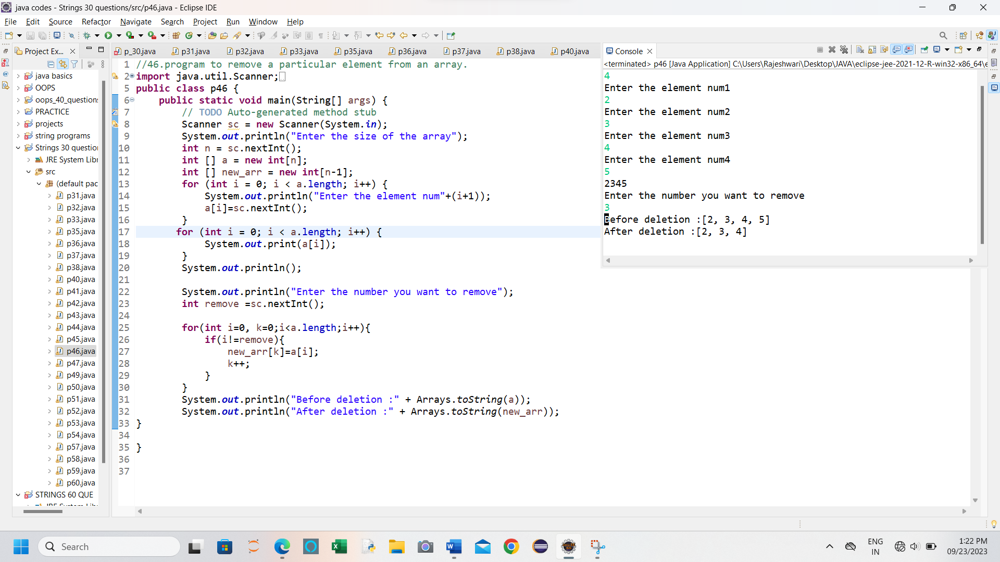 java codes - Strings 30 questions/src/p46.java - Eclipse IDE
File Edit Source Refactor Navigate Search Project Run Window Help
Project Ex...
p_30.java p31.java p32.java p33.java p35.java p36.java p37.java p38.java p40.java
java basics
OOPS
oops_40_questions
PRACTICE
projects
string programs
Strings 30 question
JRE System Libr
src
(default pac
p31.java
p32.java
p33.java
p35.java
p36.java
p37.java
p38.java
p40.java
p41.java
p42.java
p43.java
p44.java
p45.java
p46.java
p47.java
p49.java
p50.java
p51.java
p52.java
p53.java
p54.java
p57.java
p58.java
p59.java
p60.java
STRINGS 60 QUE
1 //46.program to remove a particular element from an array.
2 import java.util.Scanner;
5 public class p46 {
6 public static void main(String[] args) {
7 // TODO Auto-generated method stub
8 Scanner sc = new Scanner(System.in);
9 System.out.println("Enter the size of the array");
10 int n = sc.nextInt();
11 int [] a = new int[n];
12 int [] new_arr = new int[n-1];
13 for (int i = 0; i < a.length; i++) {
14 System.out.println("Enter the element num"+(i+1));
15 a[i]=sc.nextInt();
16 }
17 for (int i = 0; i < a.length; i++) {
18 System.out.print(a[i]);
19 }
20 System.out.println();
21
22 System.out.println("Enter the number you want to remove");
23 int remove =sc.nextInt();
24
25 for(int i=0, k=0;i<a.length;i++){
26 if(i!=remove){
27 new_arr[k]=a[i];
28 k++;
29 }
30 }
31 System.out.println("Before deletion :" + Arrays.toString(a));
32 System.out.println("After deletion :" + Arrays.toString(new_arr));
33 }
34
35 }
36
37
Console
<terminated> p46 [Java Application] C:\Users\Rajeshwari\Desktop\JAVA\eclipse-jee-2021-12-R-win32-x86_64\e
4
Enter the element num1
2
Enter the element num2
3
Enter the element num3
4
Enter the element num4
5
2345
Enter the number you want to remove
3
Before deletion :[2, 3, 4, 5]
After deletion :[2, 3, 4]
Search
ENG
IN
1:22 PM
09/23/2023